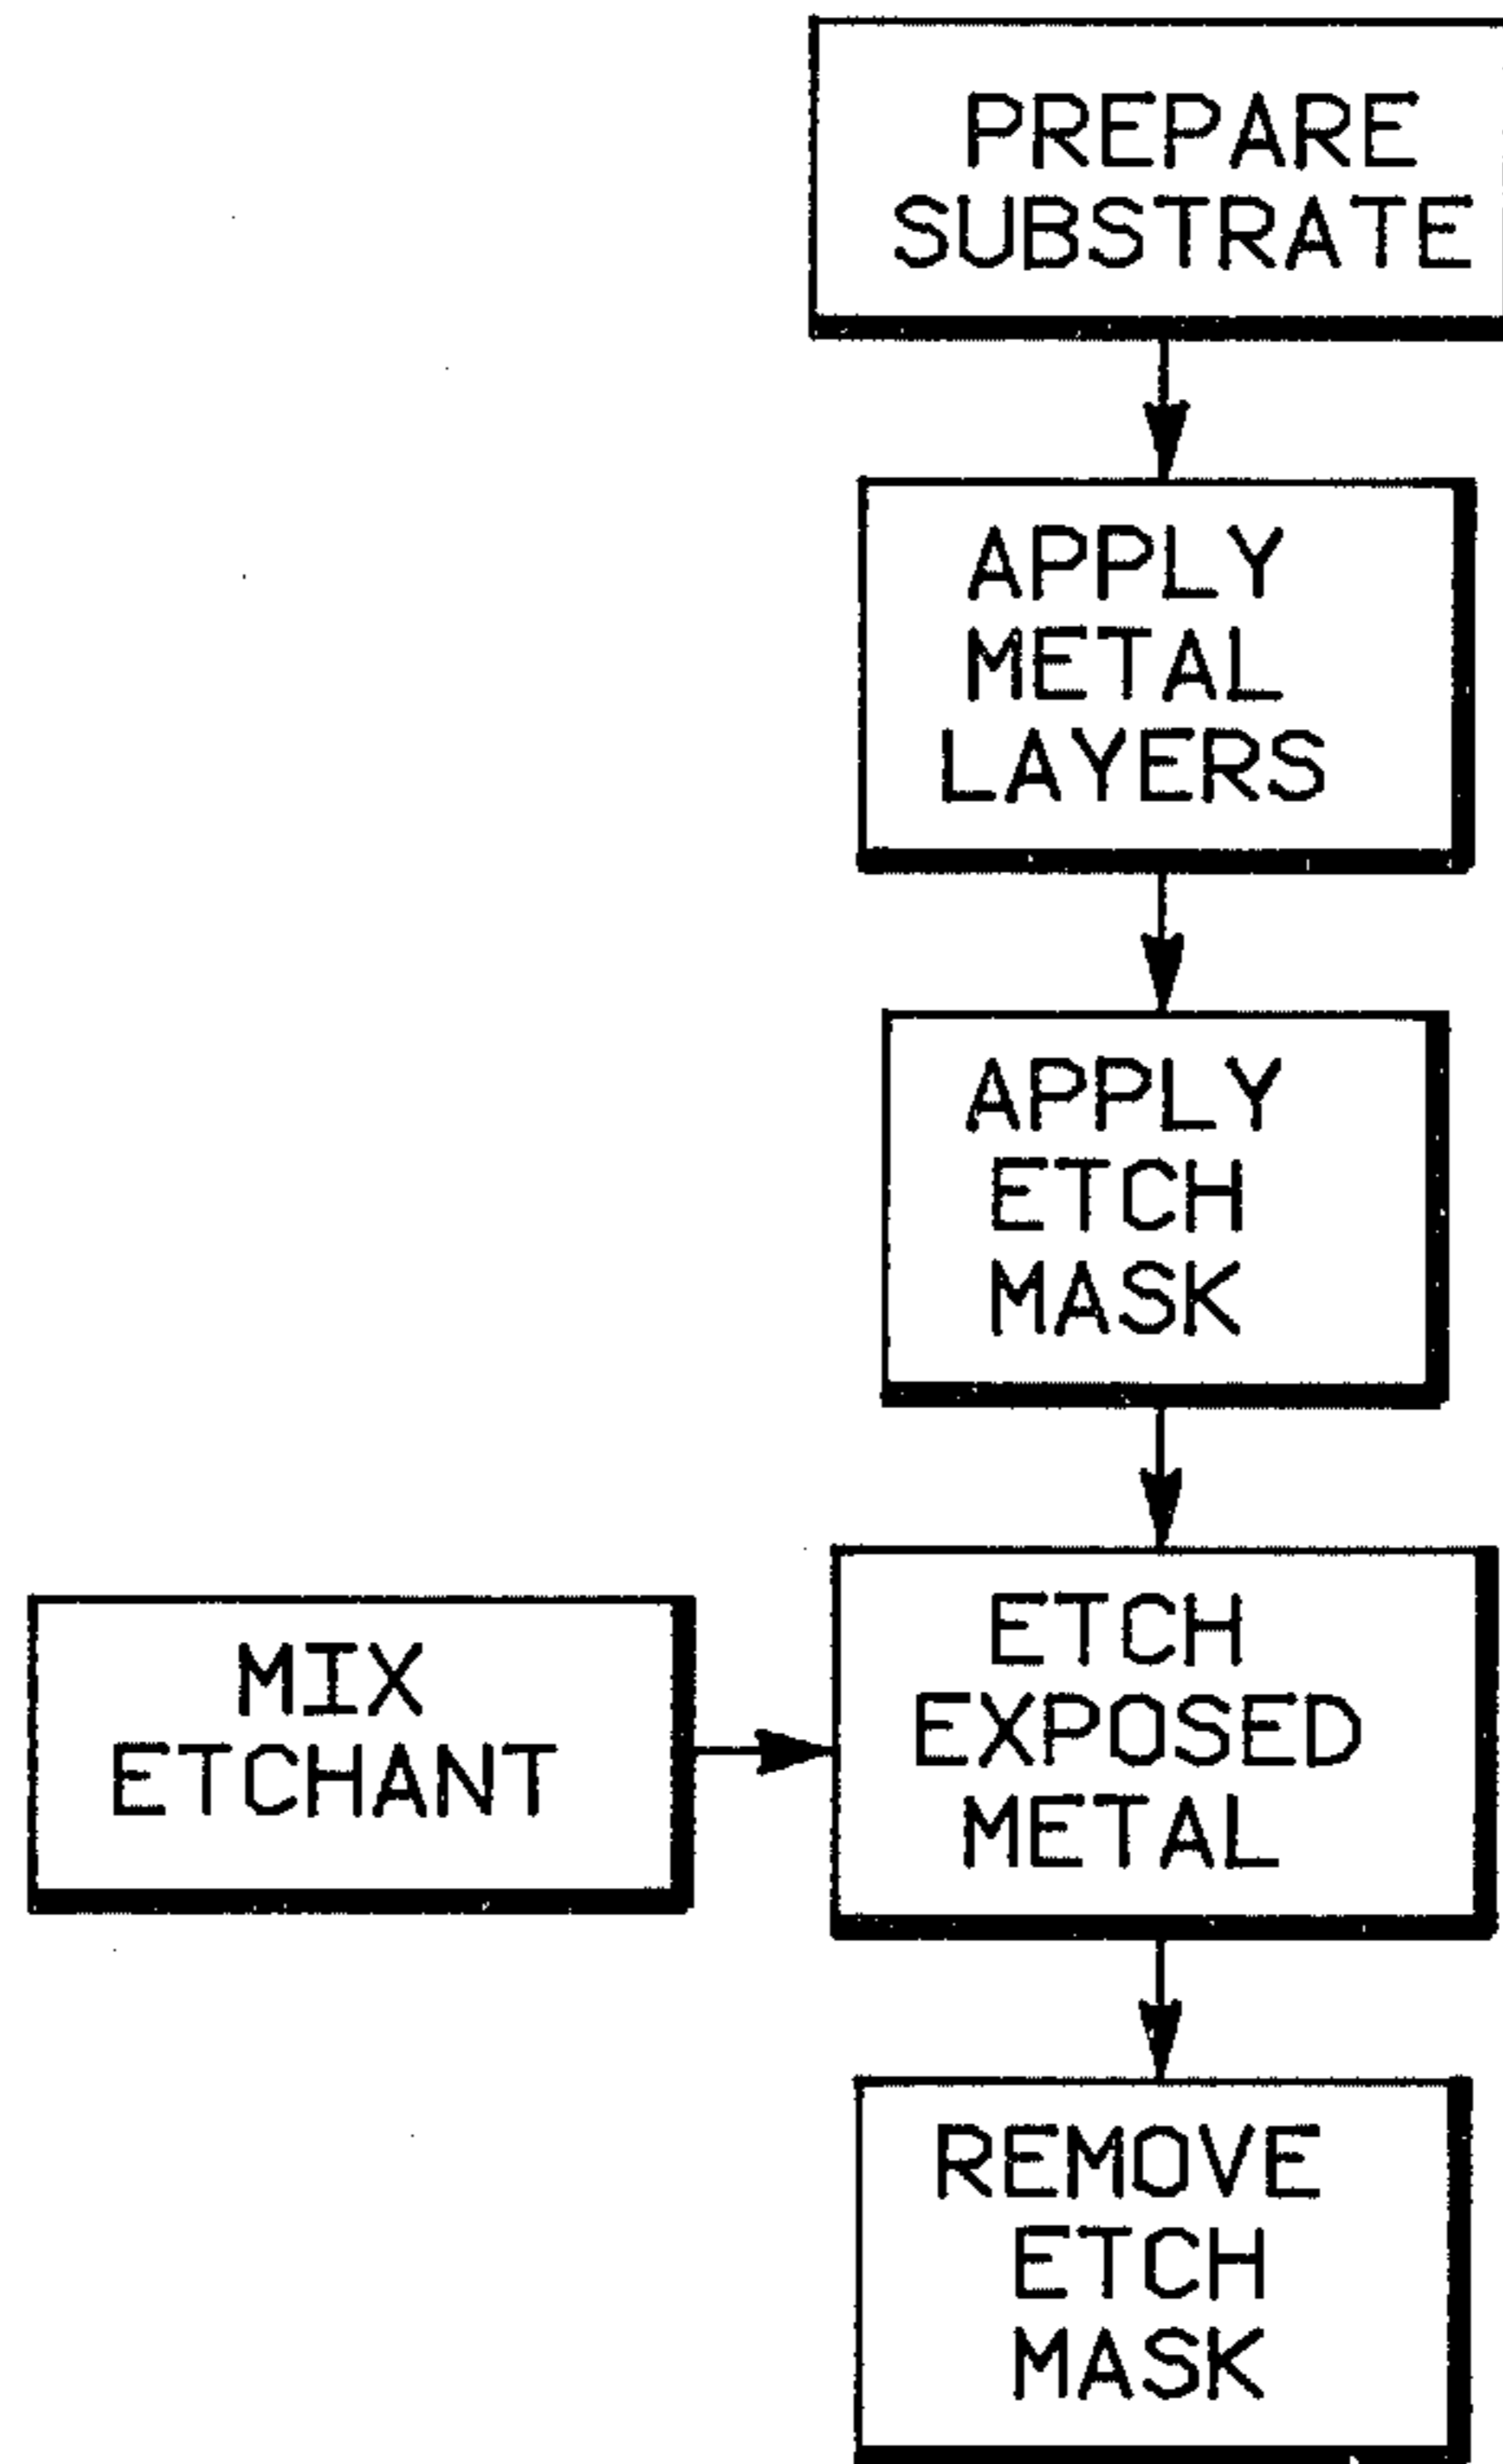 PREPARE
SUBSTRATE
APPLY
METAL
LAYERS
APPLY
ETCH
MASK
MIX
ETCHANT
ETCH
EXPOSED
METAL
REMOVE
ETCH
MASK